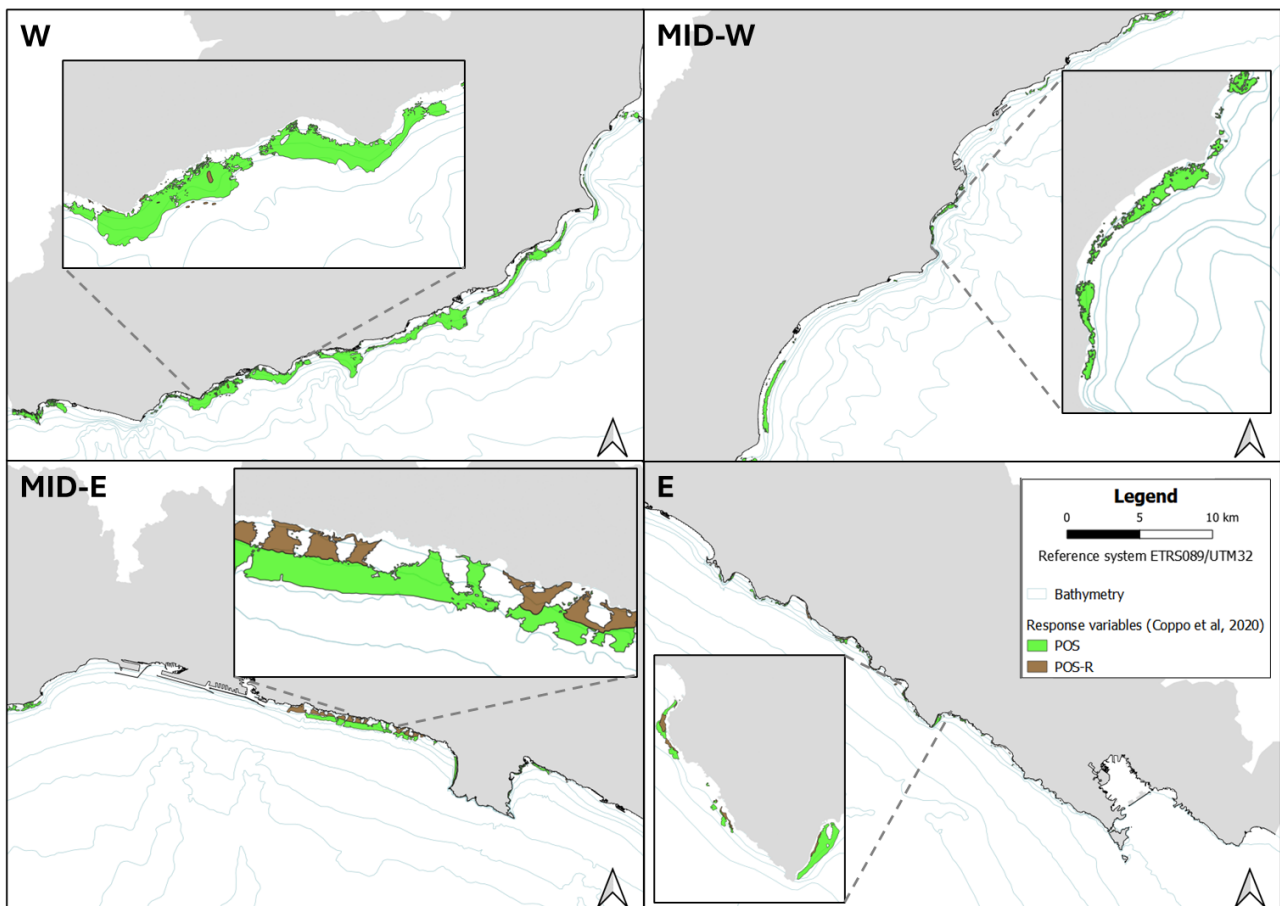 W
MID-W
MID-E
E
Legend
0 5 10 km
Reference system ETRS089/UTM32
Bathymetry
Response variables (Coppo et al, 2020)
POS
POS-R